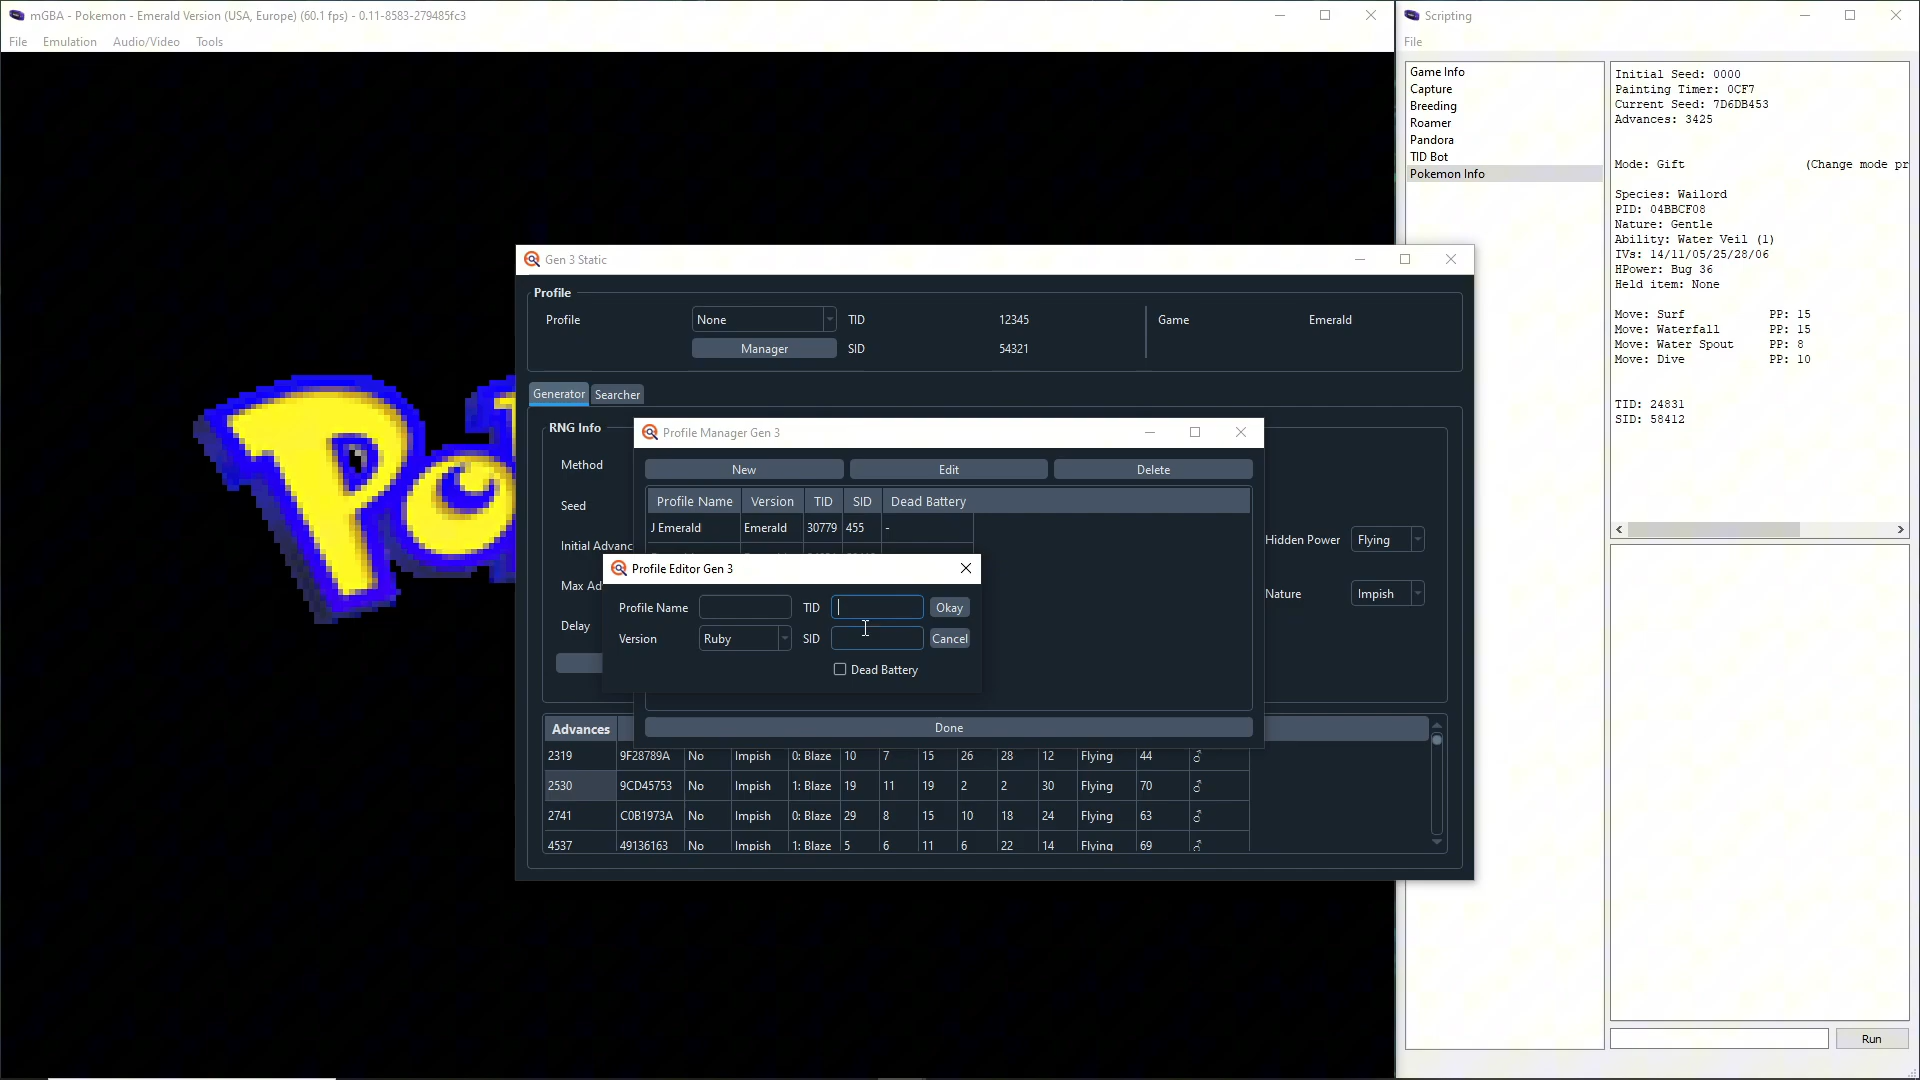 mGBA - Pokemon - Emerald Version (USA, Europe) (60.1 fps) - 0.11-8583-279485fc3
File Emulation Audio/Video Tools
Scripting
File
Game Info
Capture
Breeding
Roamer
Pandora
TID Bot
Pokemon Info
Initial Seed: 0000
Painting Timer: 0CF7
Current Seed: 7D6DB453
Advances: 3425
Mode: Gift (Change mode pr
Species: Wailord
PID: 04BBCF08
Nature: Gentle
Ability: Water Veil (1)
IVs: 14/11/05/25/28/06
HPower: Bug 36
Held item: None
Move: Surf PP: 15
Move: Waterfall PP: 15
Move: Water Spout PP: 8
Move: Dive PP: 10
TID: 24831
SID: 58412
Run
Gen 3 Static
Profile
Profile None TID 12345 Game Emerald
Manager SID 54321
Generator Searcher
RNG Info
Method
Seed
Initial Advanc
Max Ad
Delay
Hidden Power Flying
Nature Impish
Profile Manager Gen 3
New Edit Delete
Profile Name Version TID SID Dead Battery
J Emerald Emerald 30779 455 -
Profile Editor Gen 3
Profile Name TID Okay
Version Ruby SID Cancel
Dead Battery
Done
Advances
2319 9F28789A No Impish 0: Blaze 10 7 15 26 28 12 Flying 44 ♂
2530 9CD45753 No Impish 1: Blaze 19 11 19 2 2 30 Flying 70 ♂
2741 C0B1973A No Impish 0: Blaze 29 8 15 10 18 24 Flying 63 ♂
4537 49136163 No Impish 1: Blaze 5 6 11 6 22 14 Flying 69 ♂